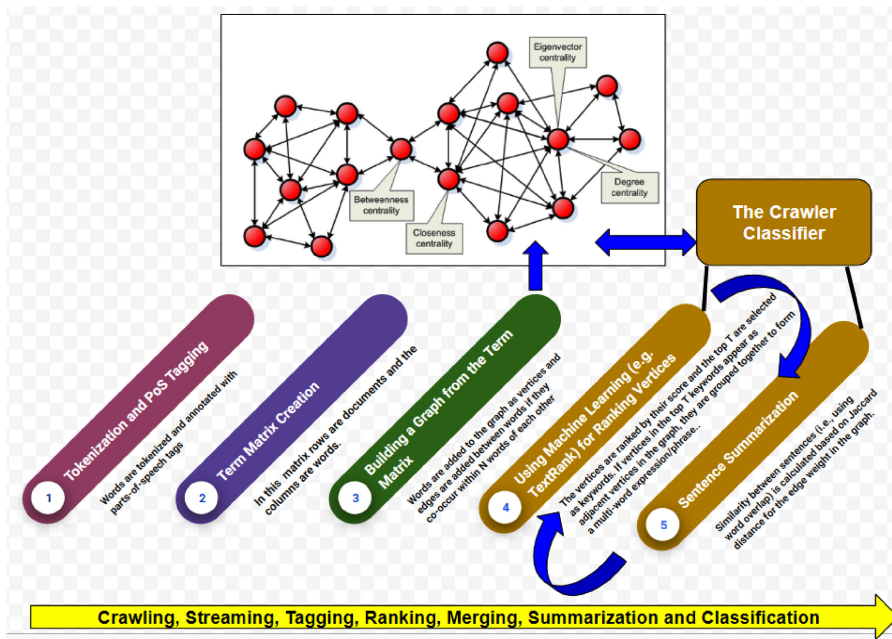 Eigenvector
centrality
Betweenness
centrality
Closeness
centrality
Degree
centrality
The Crawler
Classifier
1
Tokenization and PoS Tagging
Words are tokenized and annotated with
parts-of-speech tags
2
Term Matrix Creation
In this matrix rows are documents and the
columns are words.
3
Building a Graph from the Term
Matrix
Words are added to the graph as vertices and
edges are added between words if they
co-occur within N words of each other
4
Using Machine Learning (e.g.
TextRank) for Ranking Vertices
The vertices are ranked by their score and the top T are selected
as keywords. If vertices in the top T keywords appear as
adjacent vertices in the graph, they are grouped together to form
a multi-word expression/phrase..
5
Sentence Summarization
Similarity between sentences (i.e., using
word overlap) is calculated based on Jaccard
distance for the edge weight in the graph.
Crawling, Streaming, Tagging, Ranking, Merging, Summarization and Classification